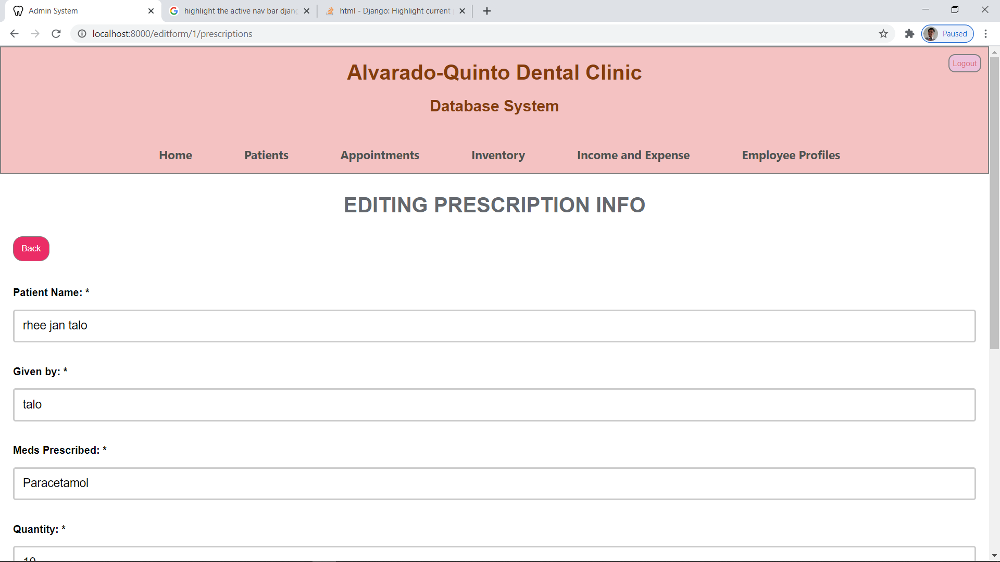 Admin System
highlight the active nav bar djang
html - Django: Highlight current
localhost:8000/editform/1/prescriptions
Paused
Logout
Alvarado-Quinto Dental Clinic
Database System
Home Patients Appointments Inventory Income and Expense Employee Profiles
EDITING PRESCRIPTION INFO
Back
Patient Name: *
rhee jan talo
Given by: *
talo
Meds Prescribed: *
Paracetamol
Quantity: *